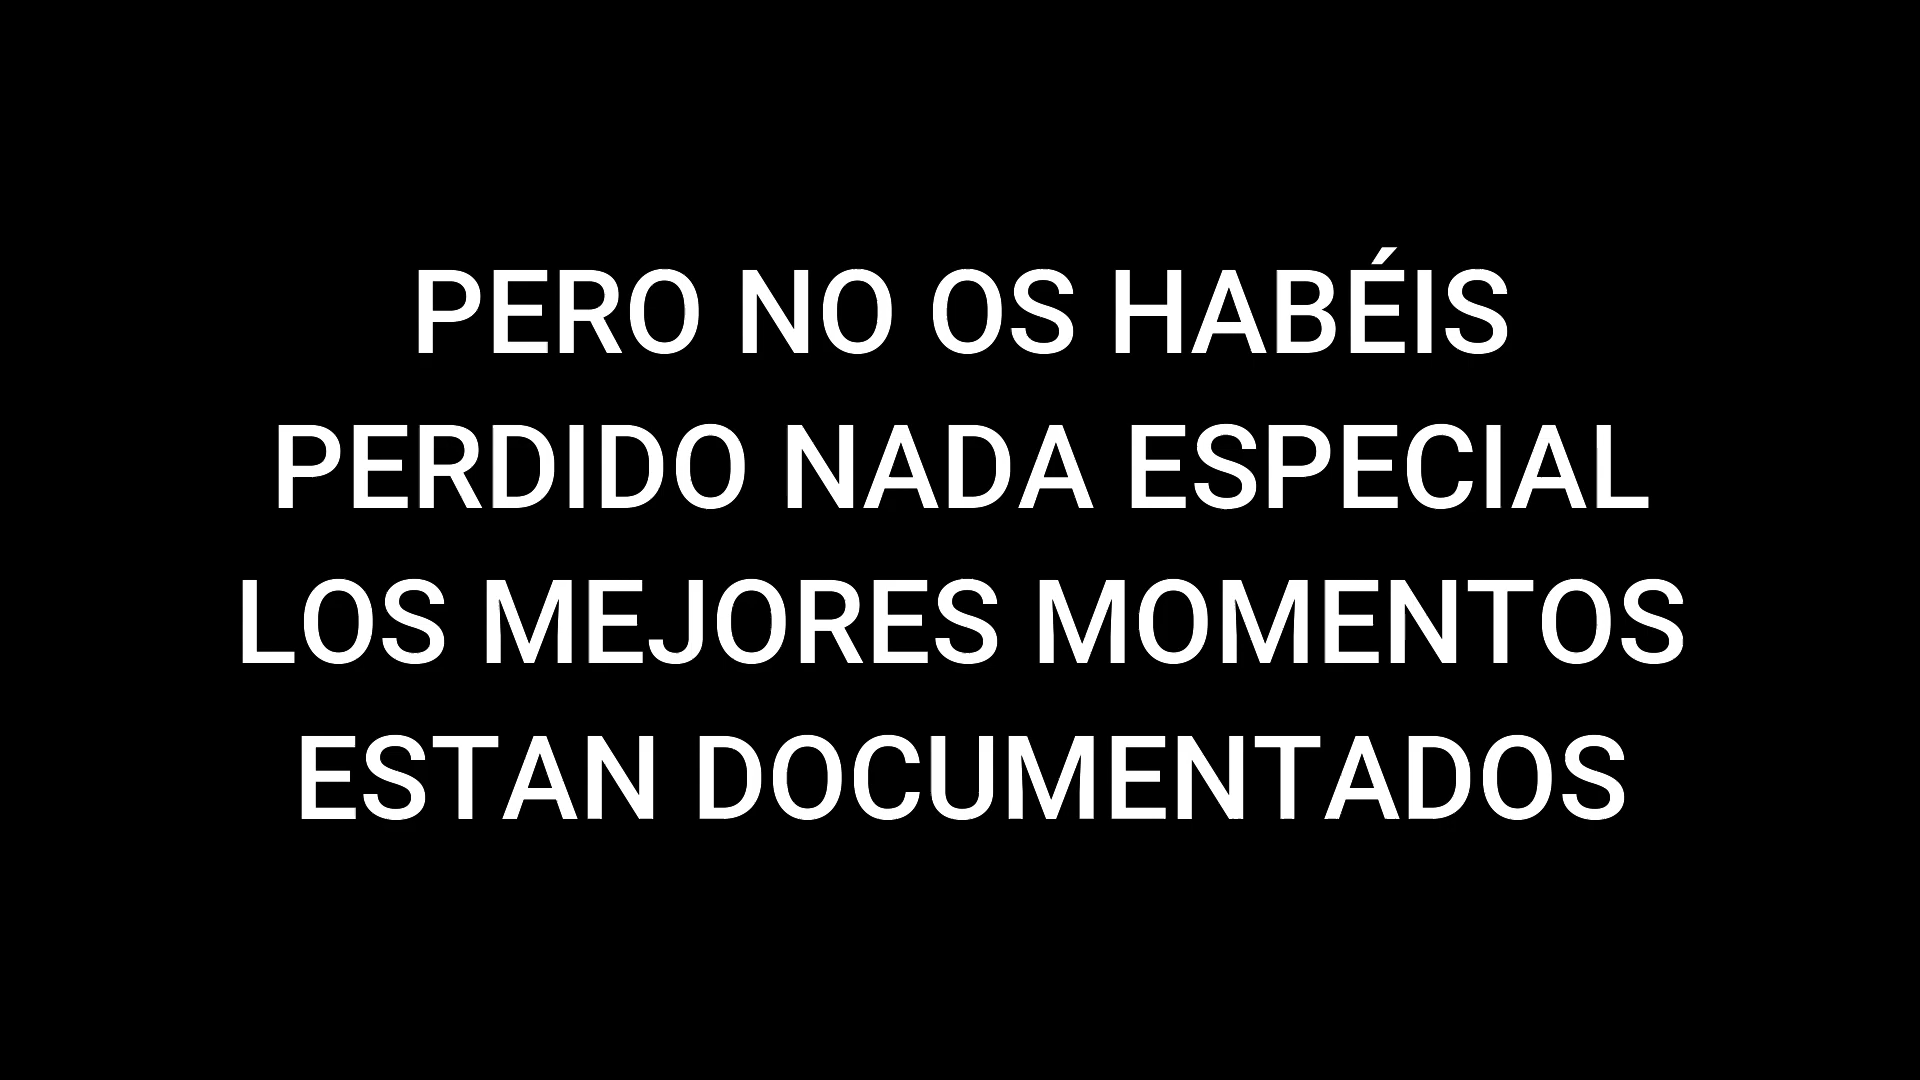 PERO NO OS HABÉIS
PERDIDO NADA ESPECIAL
LOS MEJORES MOMENTOS
ESTAN DOCUMENTADOS